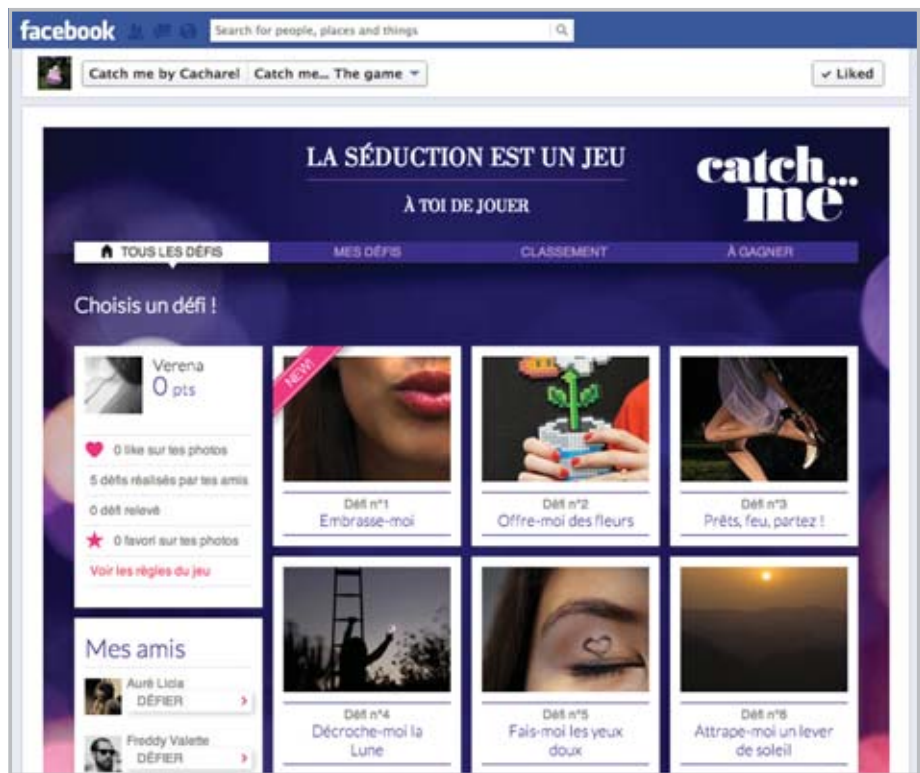 facebook
Search for people, places and things
Catch me by Cacharel Catch me... The game
✓ Liked
LA SÉDUCTION EST UN JEU
À TOI DE JOUER
catch...
me
TOUS LES DÉFIS
MES DÉFIS
CLASSEMENT
À GAGNER
Choisis un défi !
Verena
0 pts
0 like sur tes photos
5 défis réalisés par tes amis
0 défi relevé
0 favori sur tes photos
Voir les règles du jeu
Mes amis
Auré Licia
DÉFIER
Freddy Valette
DÉFIER
NEW!
Défi n°1
Embrasse-moi
Défi n°2
Offre-moi des fleurs
Défi n°3
Prêts, feu, partez !
Défi n°4
Décroche-moi la
Lune
Défi n°5
Fais-moi les yeux
doux
Défi n°6
Attrape-moi un lever
de soleil